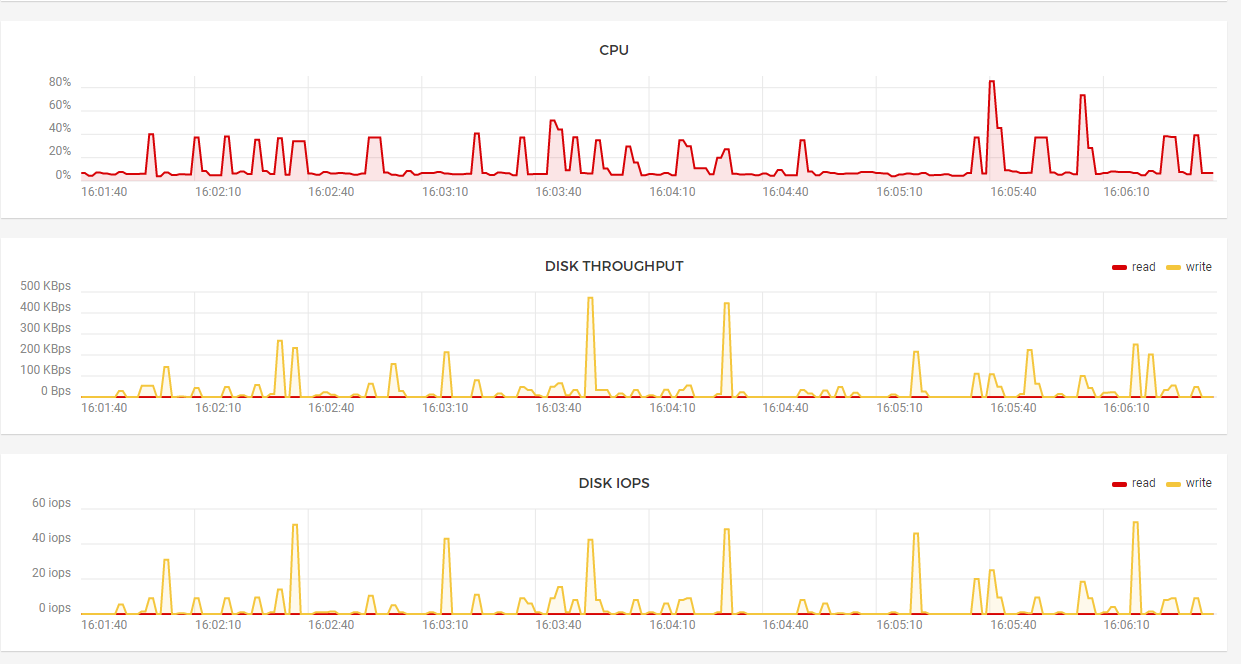 CPU
80%
60%
40%
20%
0%
16:01:40 16:02:10 16:02:40 16:03:10 16:03:40 16:04:10 16:04:40 16:05:10 16:05:40 16:06:10
DISK THROUGHPUT
read write
500 KBps
400 KBps
300 KBps
200 KBps
100 KBps
0 Bps
16:01:40 16:02:10 16:02:40 16:03:10 16:03:40 16:04:10 16:04:40 16:05:10 16:05:40 16:06:10
DISK IOPS
read write
60 iops
40 iops
20 iops
0 iops
16:01:40 16:02:10 16:02:40 16:03:10 16:03:40 16:04:10 16:04:40 16:05:10 16:05:40 16:06:10